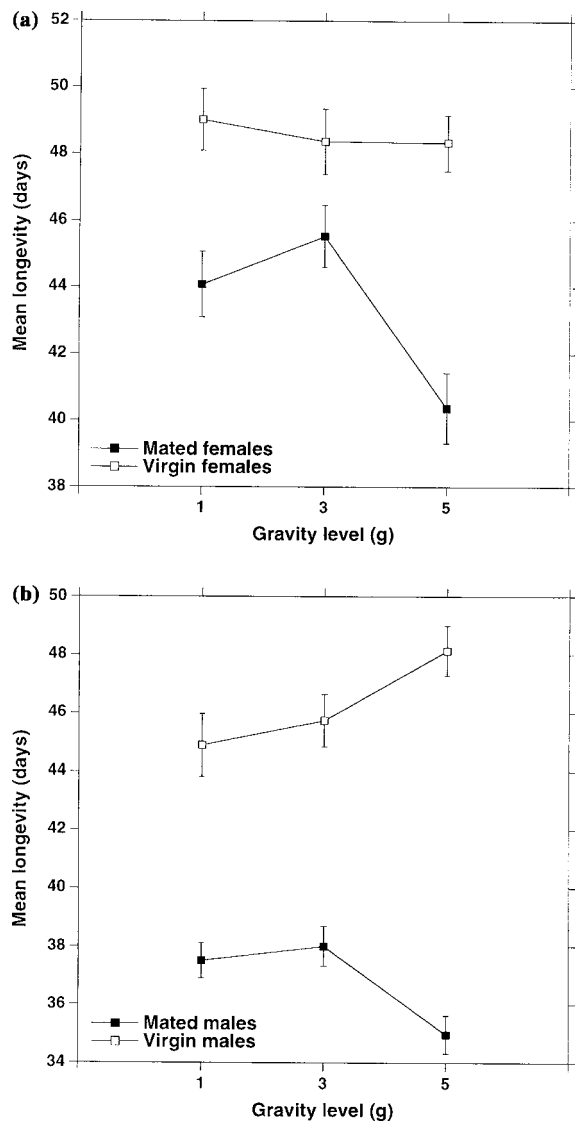 (a)
52
50
48
46
44
42
40
38
Mean longevity (days)
Mated females
Virgin females
1 3 5
Gravity level (g)
(b)
50
48
46
44
42
40
38
36
34
Mean longevity (days)
Mated males
Virgin males
1 3 5
Gravity level (g)